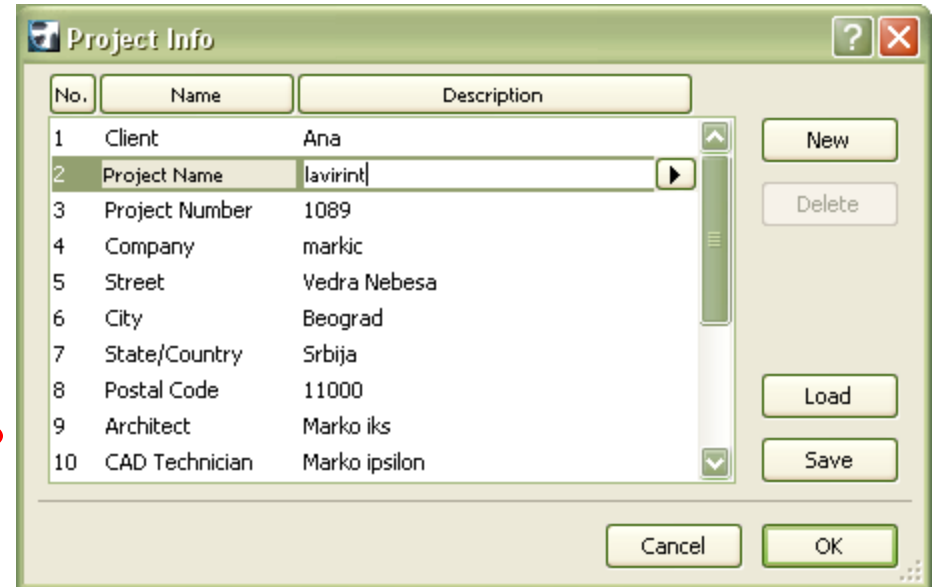 Project Info
No. Name Description
1 Client Ana
2 Project Name lavirint
3 Project Number 1089
4 Company markic
5 Street Vedra Nebesa
6 City Beograd
7 State/Country Srbija
8 Postal Code 11000
9 Architect Marko iks
10 CAD Technician Marko ipsilon
New
Delete
Load
Save
Cancel OK